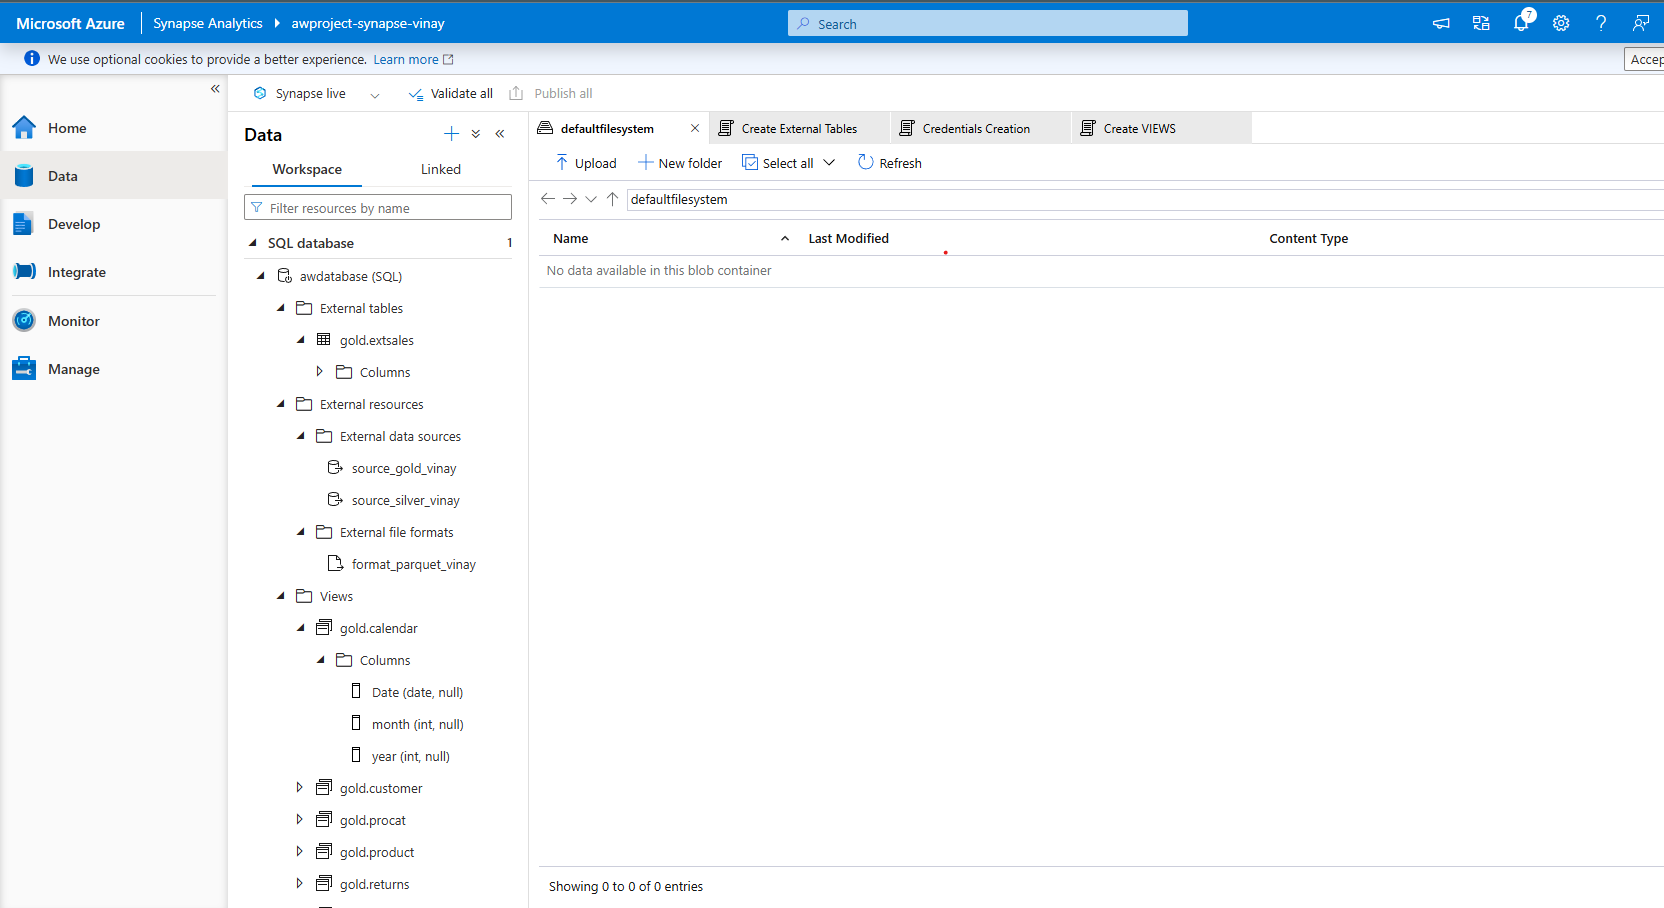 Microsoft Azure Synapse Analytics awproject-synapse-vinay Search 7
We use optional cookies to provide a better experience. Learn more
Synapse live Validate all Publish all
Home
Data
Develop
Integrate
Monitor
Manage
Data
Workspace Linked
Filter resources by name
SQL database 1
awdatabase (SQL)
External tables
gold.extsales
Columns
External resources
External data sources
source_gold_vinay
source_silver_vinay
External file formats
format_parquet_vinay
Views
gold.calendar
Columns
Date (date, null)
month (int, null)
year (int, null)
gold.customer
gold.procat
gold.product
gold.returns
defaultfilesystem Create External Tables Credentials Creation Create VIEWS
Upload New folder Select all Refresh
defaultfilesystem
Name Last Modified Content Type
No data available in this blob container
Showing 0 to 0 of 0 entries